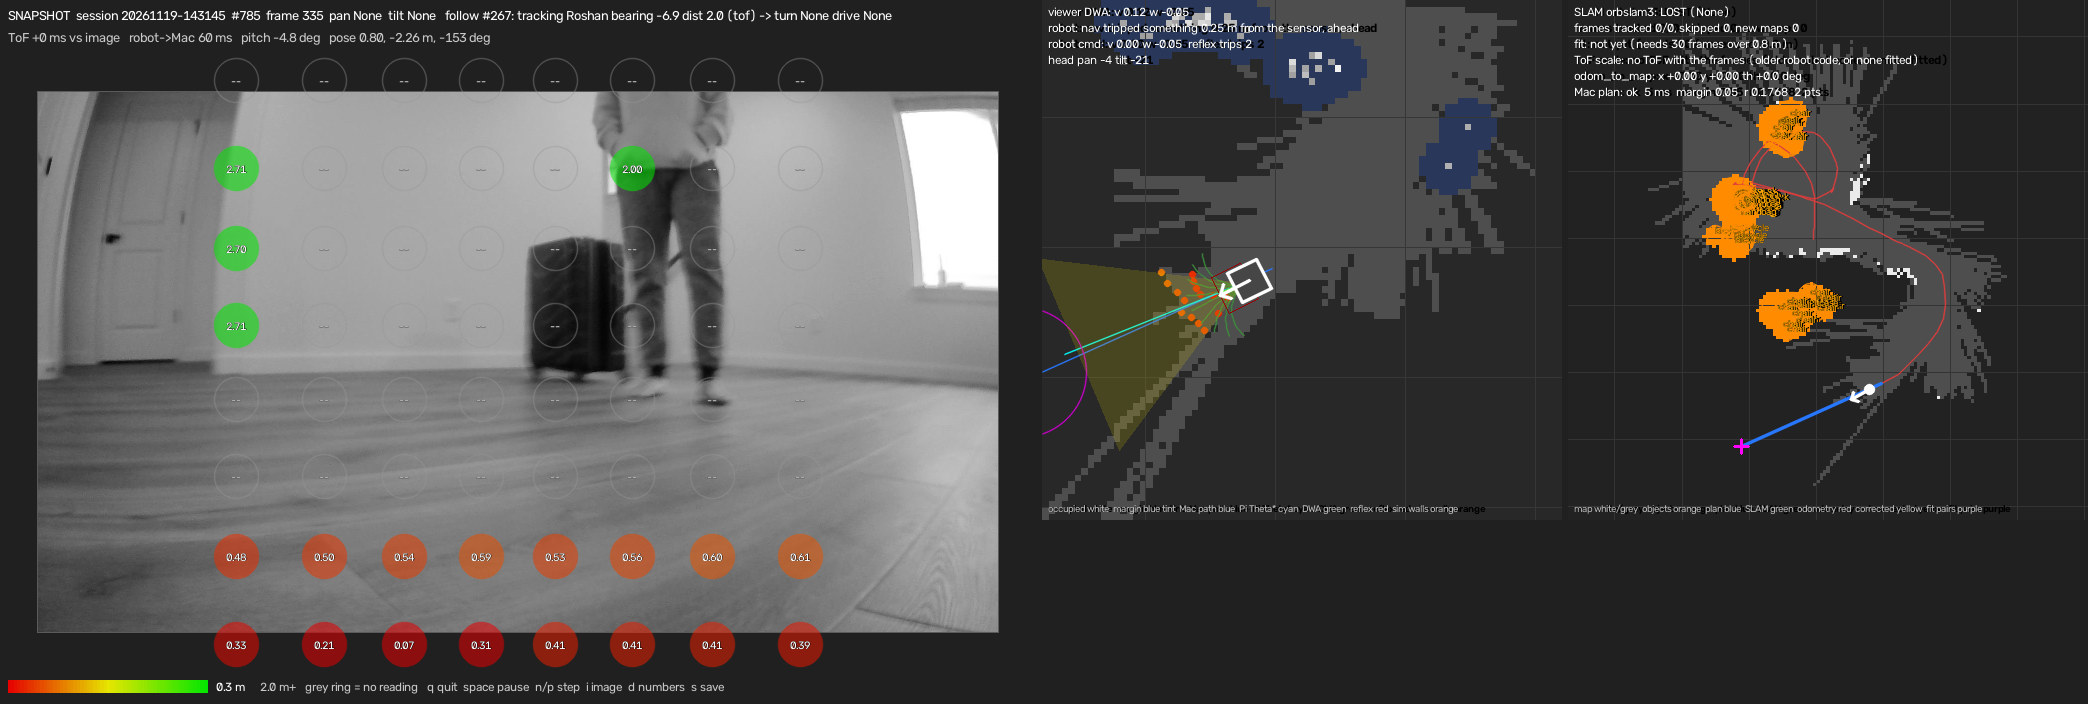 SNAPSHOT session 20261119-143145 #785 frame 335 pan None tilt None follow #267: tracking Roshan bearing -6.9 dist 2.0 (tof) -> turn None drive None
ToF +0 ms vs image robot->Mac 60 ms pitch -4.8 deg pose 0.80, -2.26 m, -153 deg
-- -- -- -- -- -- -- --
2.71 -- -- -- -- 2.00 -- --
2.70 -- -- -- -- -- -- --
2.71 -- -- -- -- -- -- --
-- -- -- -- -- -- -- --
-- -- -- -- -- -- -- --
0.48 0.50 0.54 0.59 0.53 0.56 0.60 0.61
0.33 0.21 0.07 0.31 0.41 0.41 0.41 0.39
0.3 m 2.0 m+ grey ring = no reading q quit space pause n/p step i image d numbers s save
viewer DWA: v 0.12 w -0.05
robot: nav tripped something 0.25 m from the sensor, ahead
robot cmd: v 0.00 w -0.05 reflex trips 2
head pan -4 tilt -21
occupied white margin blue tint Mac path blue Pi Theta* cyan DWA green reflex red sim walls orange
SLAM orbslam3: LOST (None)
frames tracked 0/0, skipped 0, new maps 0
fit: not yet (needs 30 frames over 0.8 m)
ToF scale: no ToF with the frames (older robot code, or none fitted)
odom_to_map: x +0.00 y +0.00 th +0.0 deg
Mac plan: ok 5 ms margin 0.05 r 0.1768 2 pts
map white/grey objects orange plan blue SLAM green odometry red corrected yellow fit pairs purple